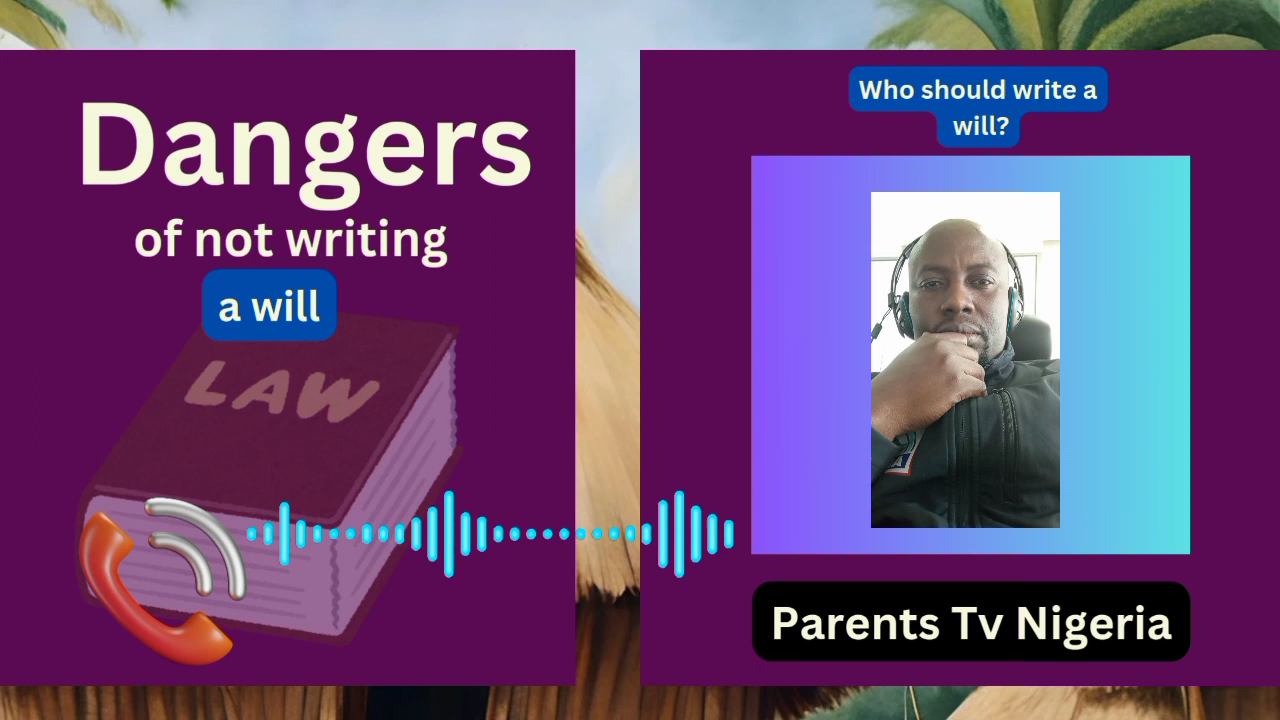 Dangers
of not writing
a will
LAW
Who should write a
will?
Parents Tv Nigeria